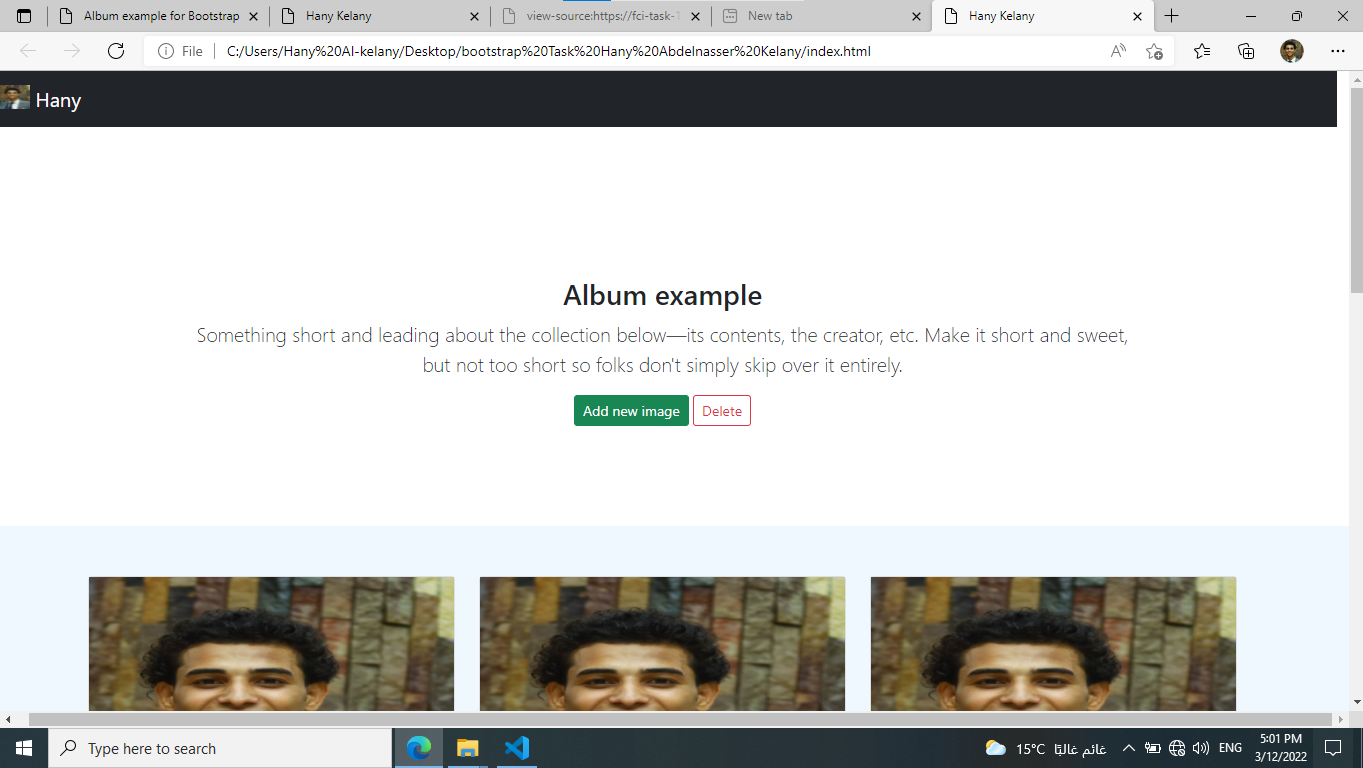 Album example for Bootstrap
Hany Kelany
view-source:https://fci-task-1
New tab
Hany Kelany
File
C:/Users/Hany%20Al-kelany/Desktop/bootstrap%20Task%20Hany%20Abdelnasser%20Kelany/index.html
Hany
Album example
Something short and leading about the collection below—its contents, the creator, etc. Make it short and sweet,
but not too short so folks don't simply skip over it entirely.
Add new image
Delete
Type here to search
15°C غائم غالبًا
ENG
5:01 PM
3/12/2022